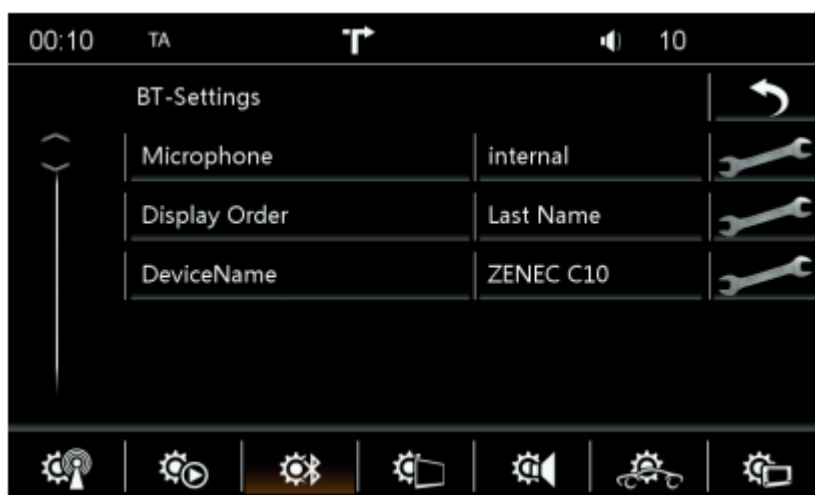 00:10 TA 10
BT-Settings
Microphone internal
Display Order Last Name
DeviceName ZENEC C10